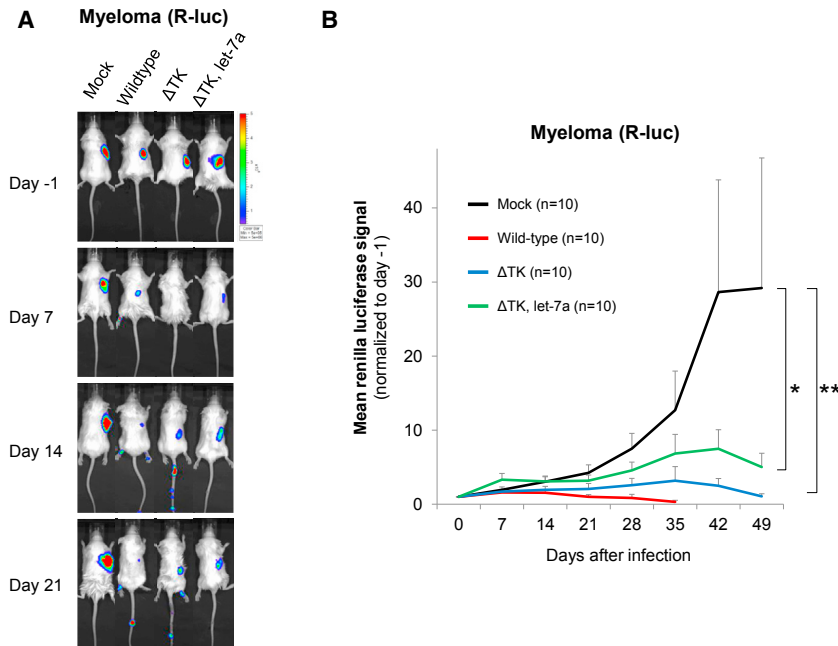 A
Myeloma (R-luc)
Mock
Wildtype
ΔTK
ΔTK, let-7a
Day -1
Day 7
Day 14
Day 21
B
Myeloma (R-luc)
Mean renilla luciferase signal
(normalized to day -1)
40
30
20
10
5
0
Mock (n=10)
Wild-type (n=10)
ΔTK (n=10)
ΔTK, let-7a (n=10)
*
**
0 7 14 21 28 35 42 49
Days after infection